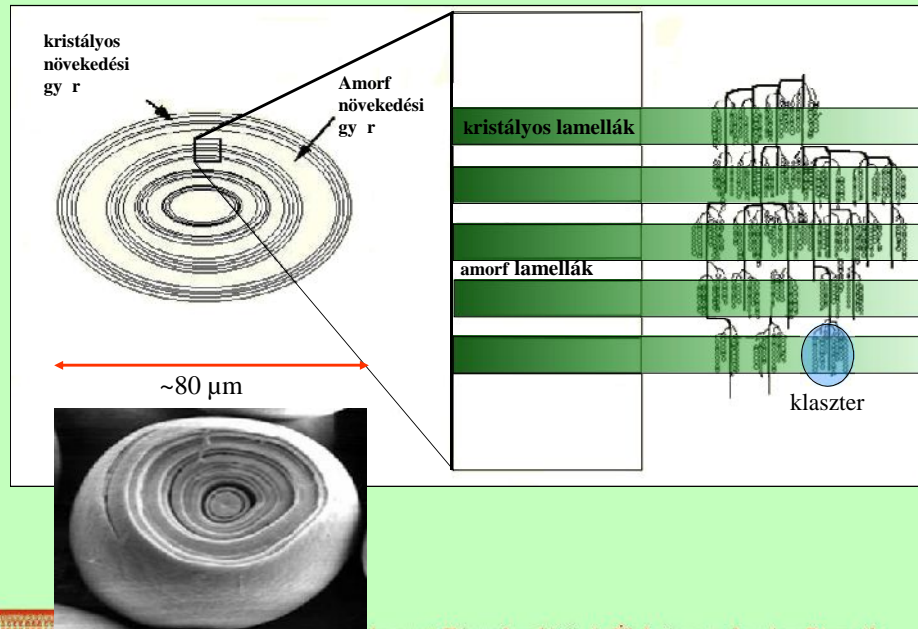 kristályos
növekedési
gy r
Amorf
növekedési
gy r
kristályos lamellák
amorf lamellák
klaszter
~80 µm